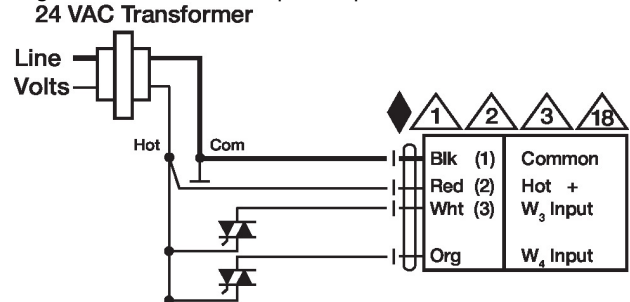 24 VAC Transformer
Line
Volts
Hot
Com
1 2 3 18
Blk (1) Common
Red (2) Hot +
Wht (3) W₃ Input
Org W₄ Input